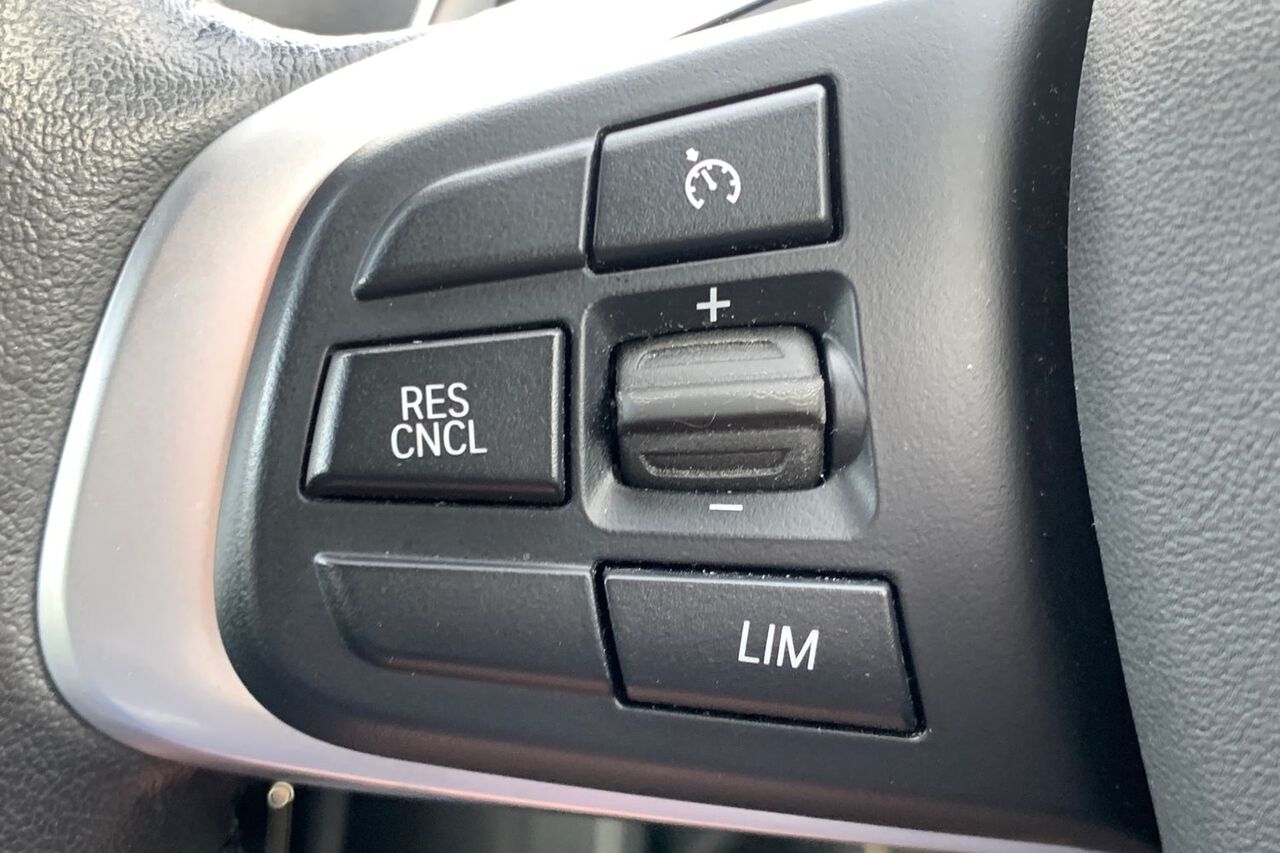 +
RES
CNCL
−
LIM